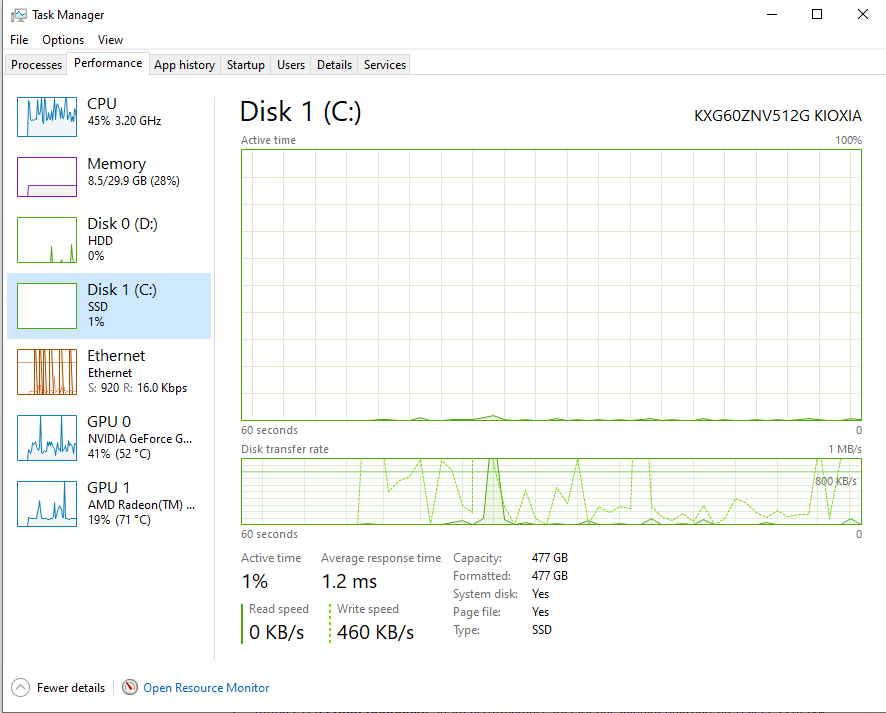 Task Manager
File Options View
Processes Performance App history Startup Users Details Services
CPU
45% 3.20 GHz
Memory
8.5/29.9 GB (28%)
Disk 0 (D:)
HDD
0%
Disk 1 (C:)
SSD
1%
Ethernet
Ethernet
S: 920 R: 16.0 Kbps
GPU 0
NVIDIA GeForce G...
41% (52 °C)
GPU 1
AMD Radeon(TM) ...
19% (71 °C)
Disk 1 (C:) KXG60ZNV512G KIOXIA
Active time 100%
60 seconds 0
Disk transfer rate 1 MB/s
800 KB/s
60 seconds 0
Active time Average response time
1% 1.2 ms
Read speed Write speed
0 KB/s 460 KB/s
Capacity: 477 GB
Formatted: 477 GB
System disk: Yes
Page file: Yes
Type: SSD
Fewer details Open Resource Monitor